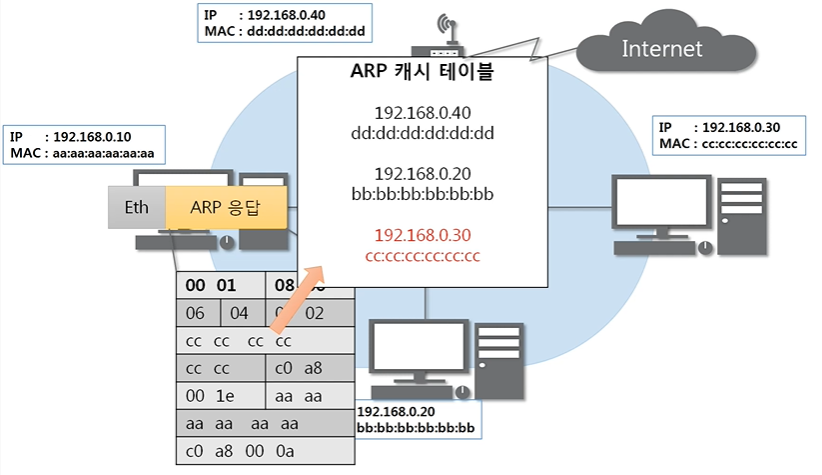 IP : 192.168.0.40
MAC : dd:dd:dd:dd:dd:dd
Internet
ARP 캐시 테이블
192.168.0.40
dd:dd:dd:dd:dd:dd
192.168.0.20
bb:bb:bb:bb:bb:bb
192.168.0.30
cc:cc:cc:cc:cc:cc
IP : 192.168.0.10
MAC : aa:aa:aa:aa:aa:aa
IP : 192.168.0.30
MAC : cc:cc:cc:cc:cc:cc
Eth
ARP 응답
00 01 08
06 04 02
cc cc cc cc
cc cc c0 a8
00 1e aa aa
aa aa aa aa
c0 a8 00 0a
192.168.0.20
bb:bb:bb:bb:bb:bb